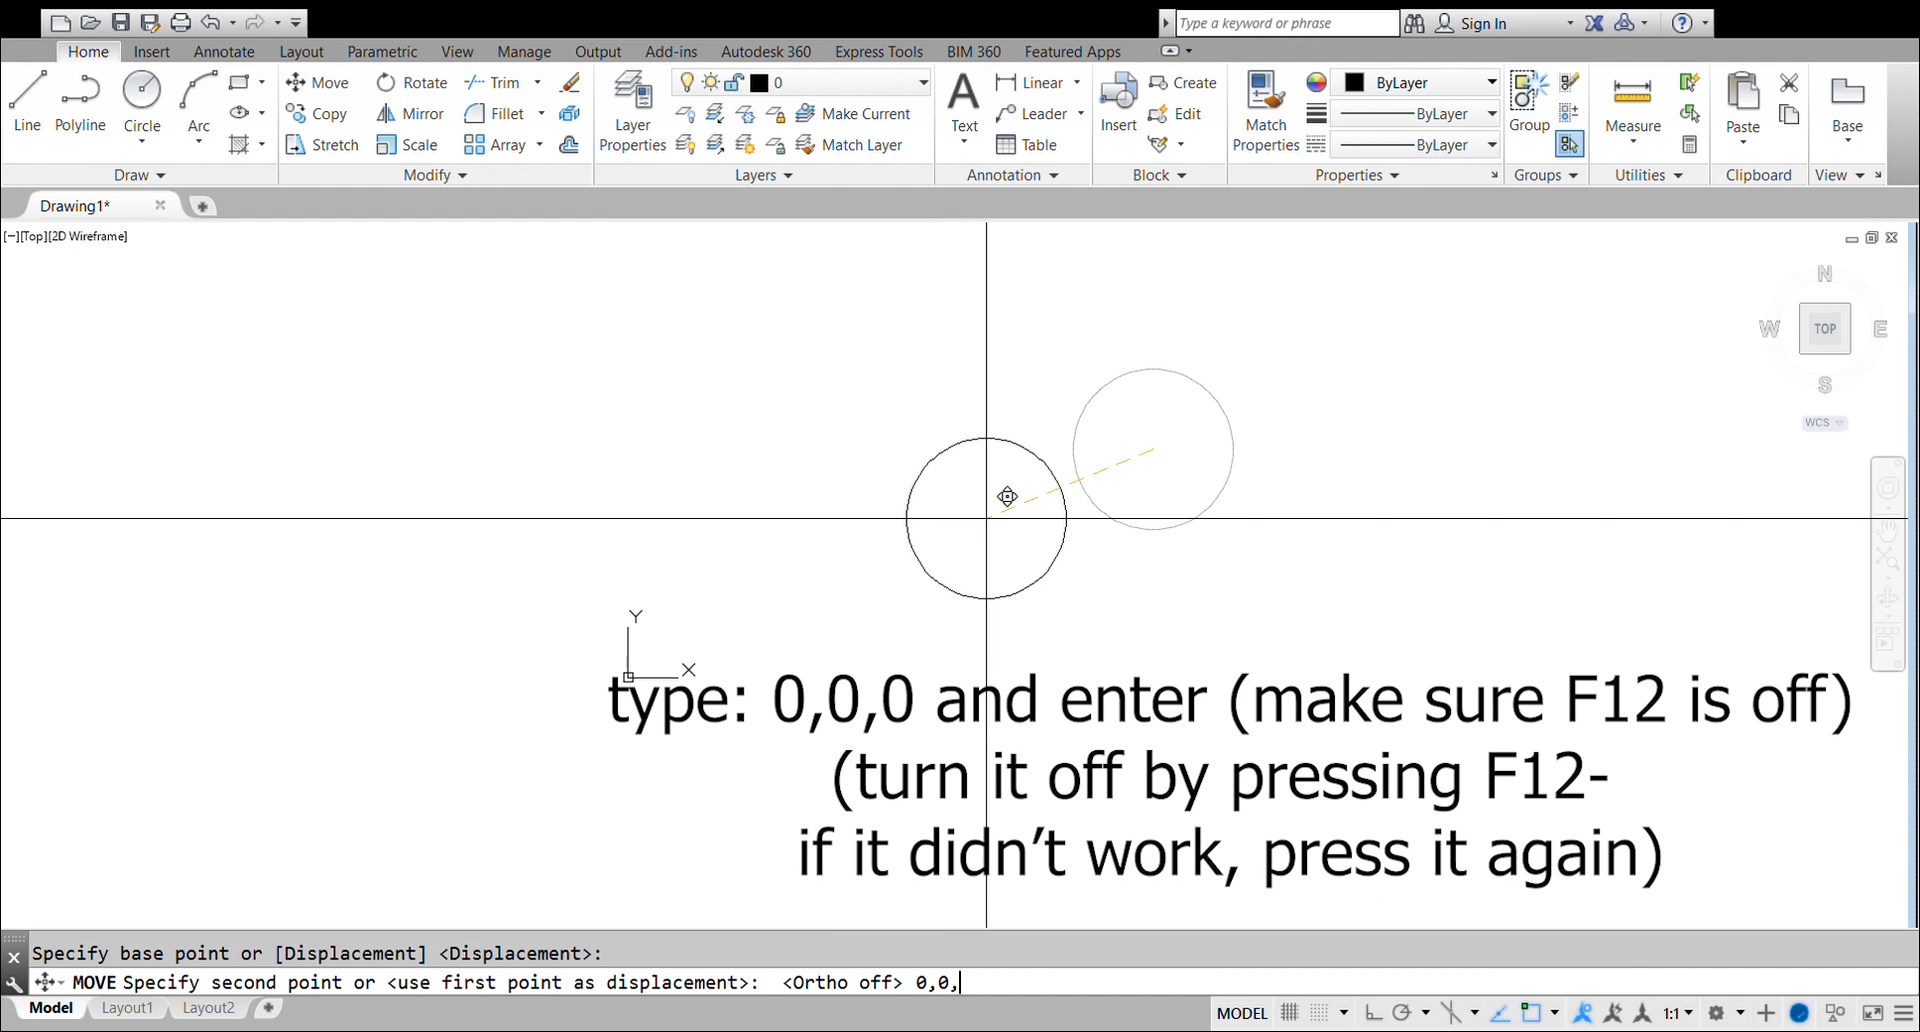 Type a keyword or phrase
Sign In
Home Insert Annotate Layout Parametric View Manage Output Add-ins Autodesk 360 Express Tools BIM 360 Featured Apps
Move Rotate Trim 0 Linear Create ByLayer
Line Polyline Circle Arc Copy Mirror Fillet Layer Properties Make Current Text Leader Insert Edit Match Properties ByLayer Group Measure Paste Base
Stretch Scale Array Match Layer Table ByLayer
Draw Modify Layers Annotation Block Properties Groups Utilities Clipboard View
Drawing1*
[−][Top][2D Wireframe]
N
W TOP E
S
WCS
Y
X
type: 0,0,0 and enter (make sure F12 is off)
(turn it off by pressing F12-
if it didn’t work, press it again)
Specify base point or [Displacement] <Displacement>:
MOVE Specify second point or <use first point as displacement>: <Ortho off> 0,0,
Model Layout1 Layout2
MODEL 1:1